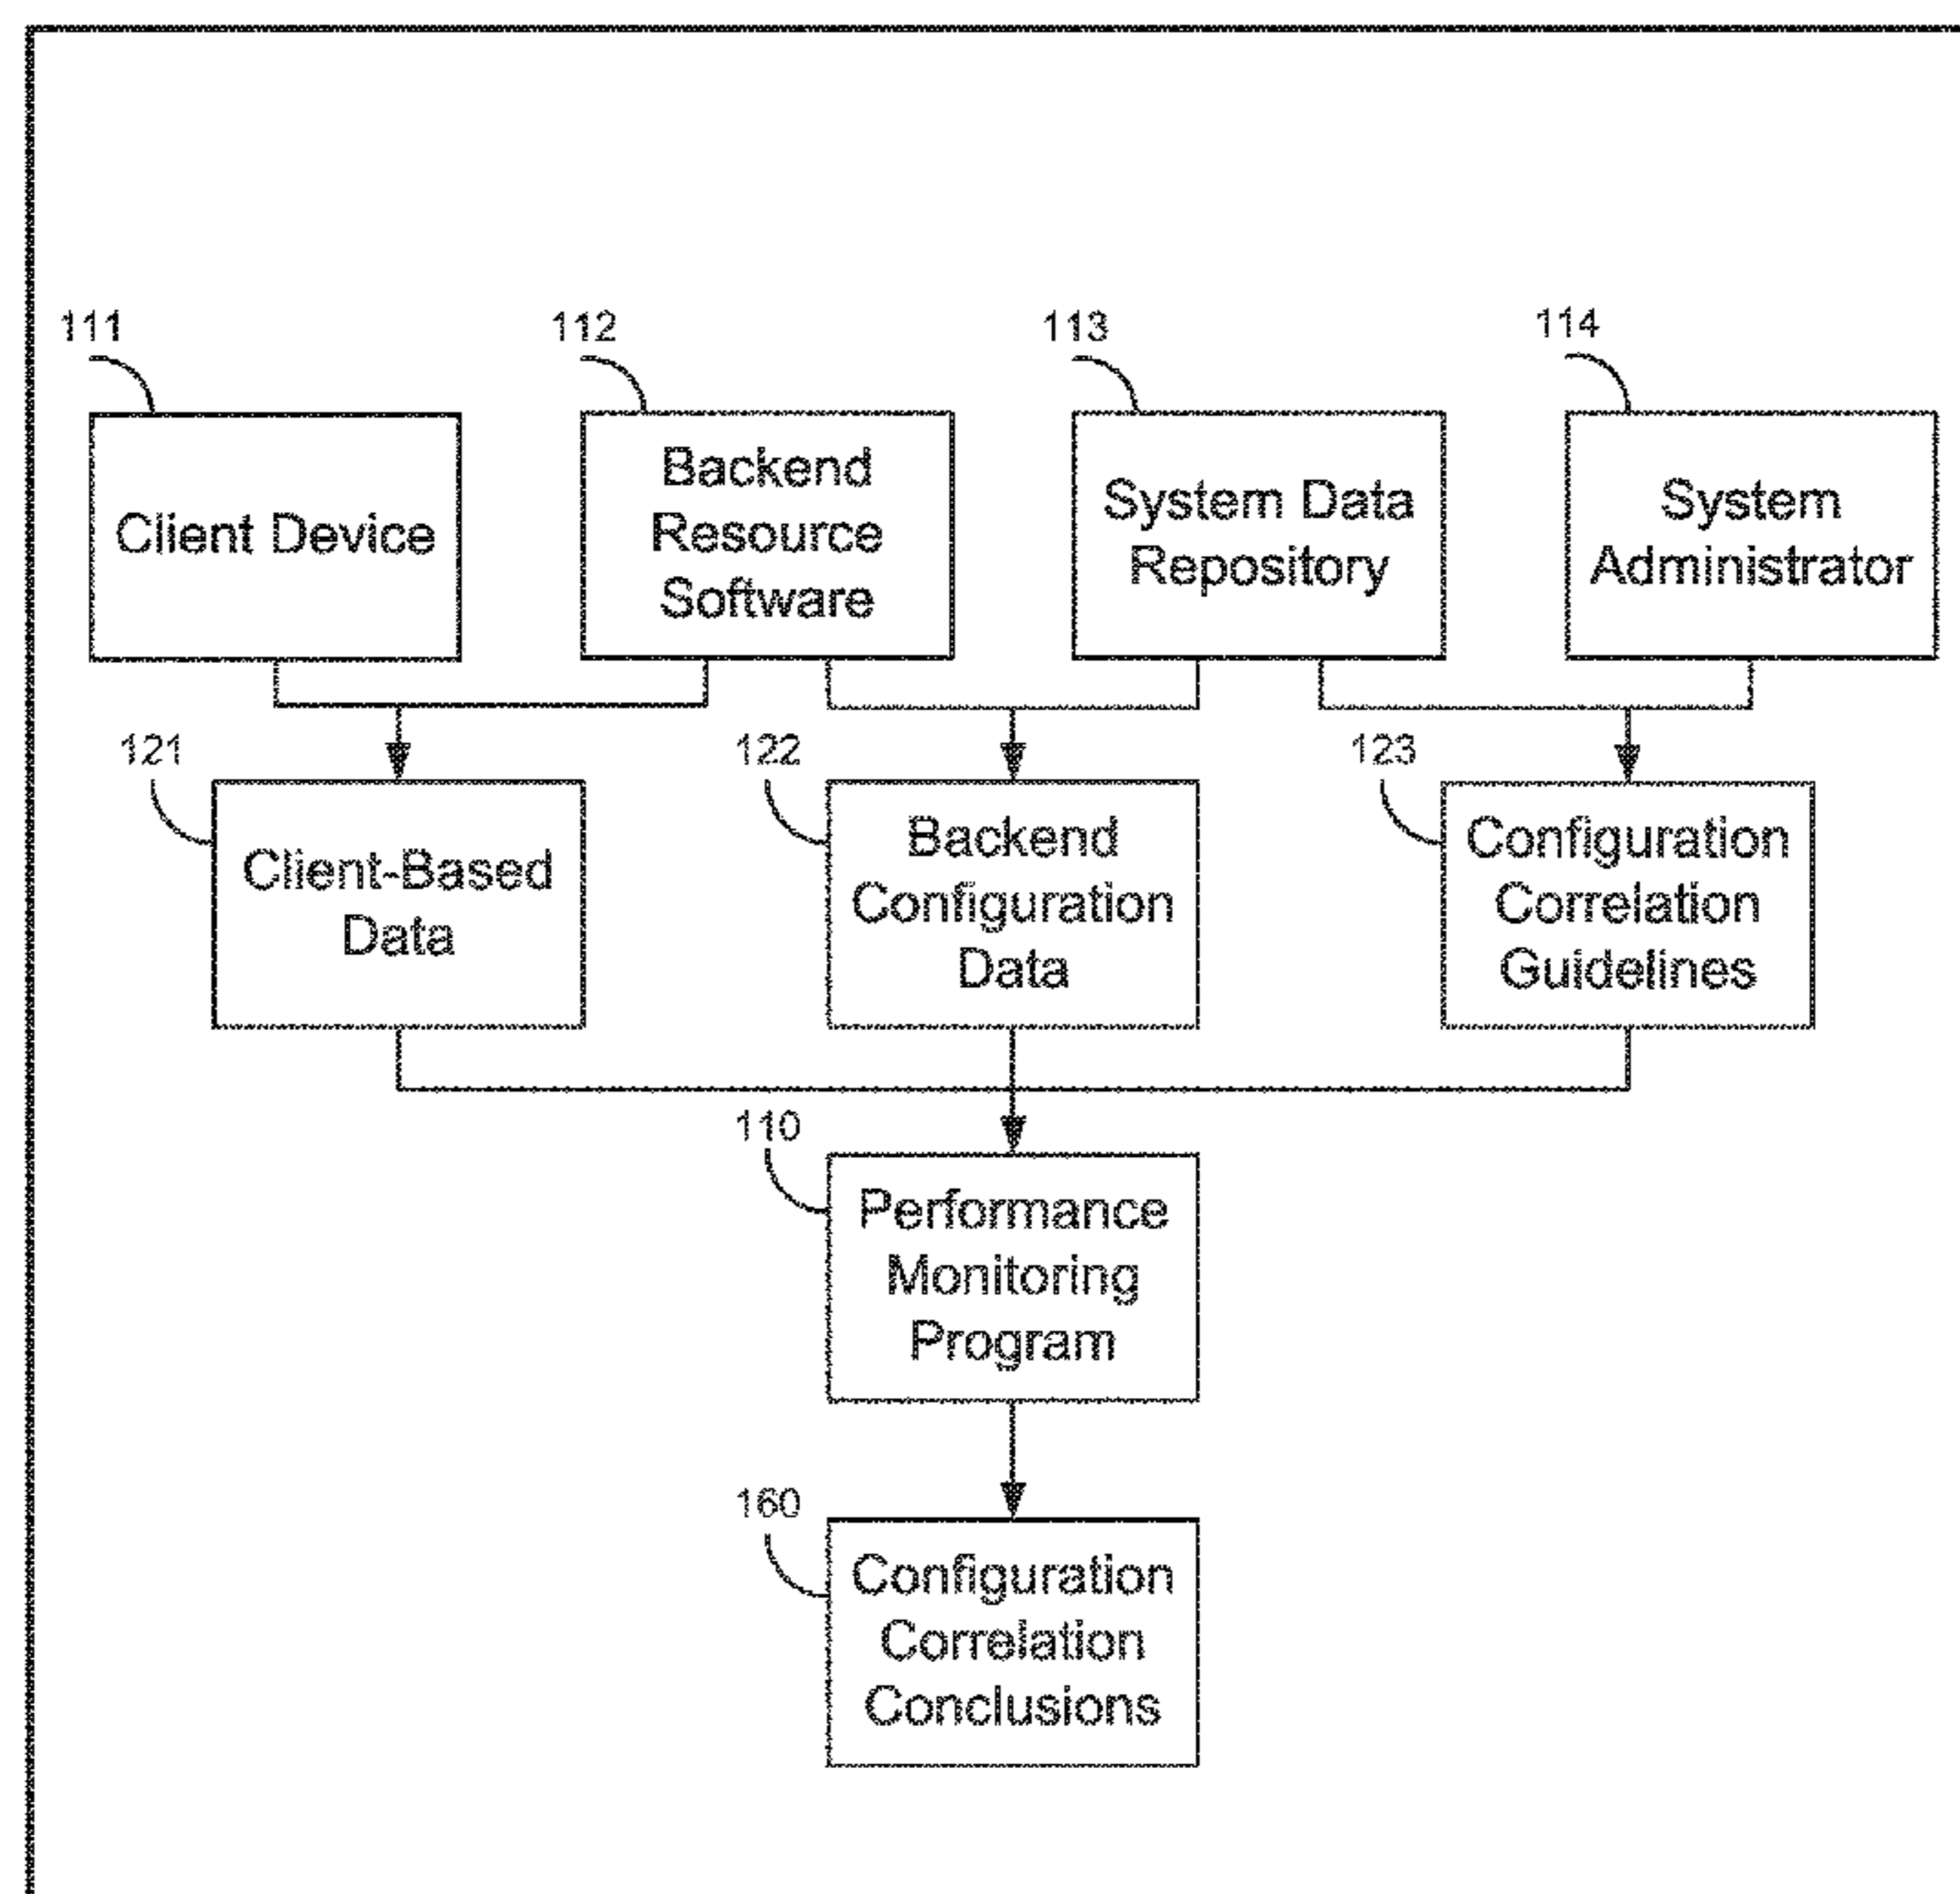 111
112
113
114
Client Device
Backend
Resource
Software
System Data
Repository
System
Administrator
121
122
123
Client-Based
Data
Backend
Configuration
Data
Configuration
Correlation
Guidelines
110
Performance
Monitoring
Program
160
Configuration
Correlation
Conclusions